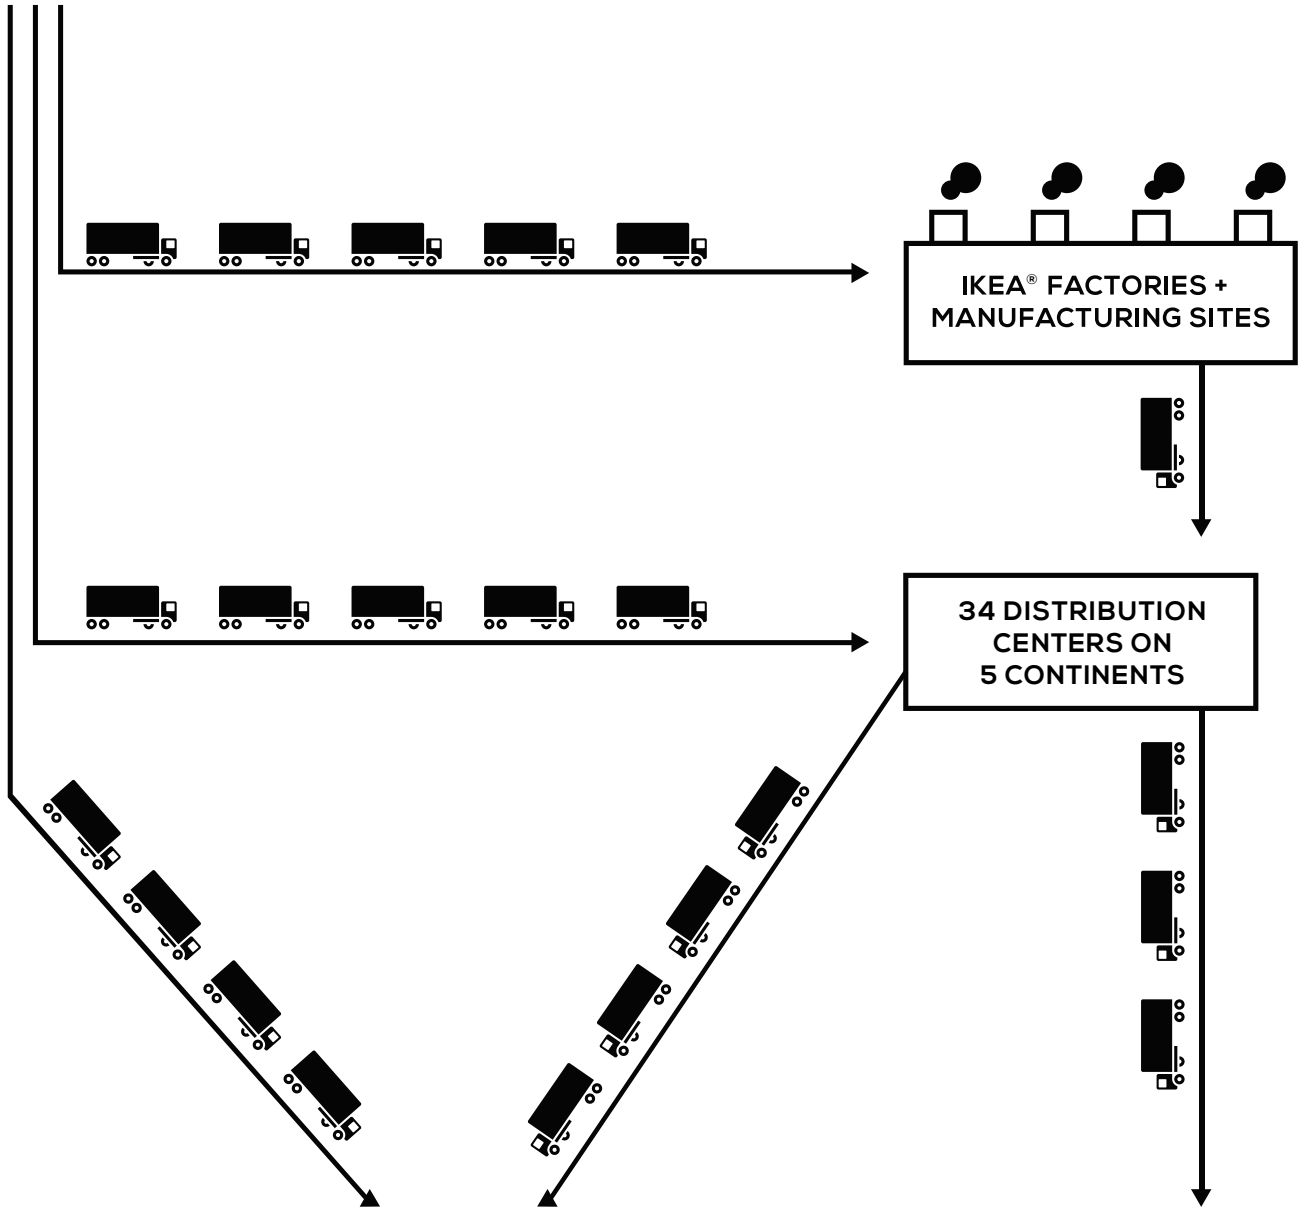 IKEA® FACTORIES +
MANUFACTURING SITES
34 DISTRIBUTION
CENTERS ON
5 CONTINENTS